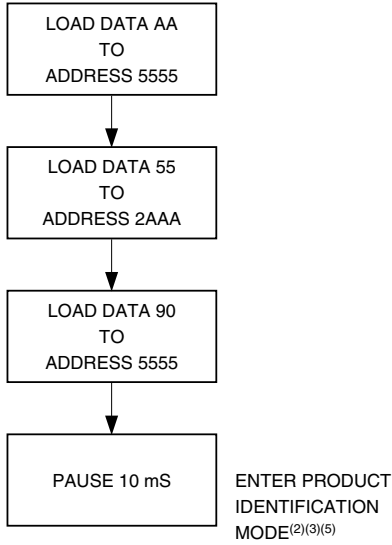 LOAD DATA AA
TO
ADDRESS 5555
LOAD DATA 55
TO
ADDRESS 2AAA
LOAD DATA 90
TO
ADDRESS 5555
PAUSE 10 mS
ENTER PRODUCT
IDENTIFICATION
MODE(2)(3)(5)